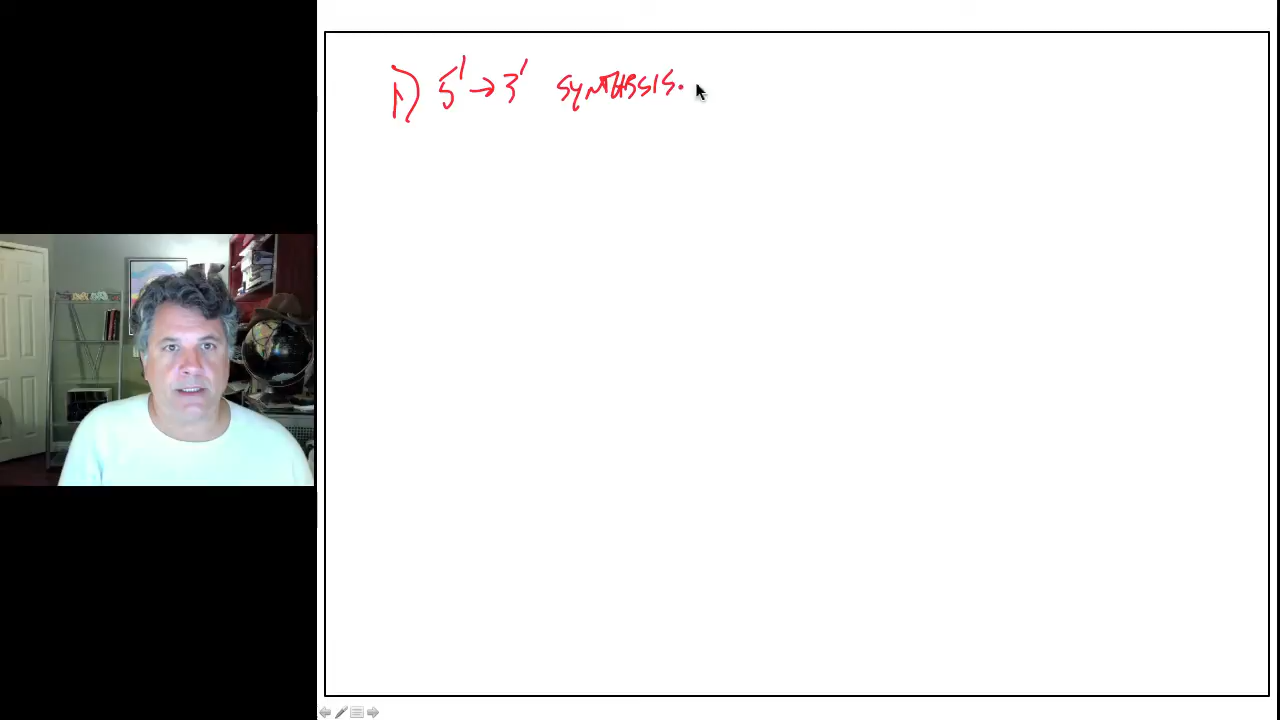 1) 5' → 3' SYNTHESIS.